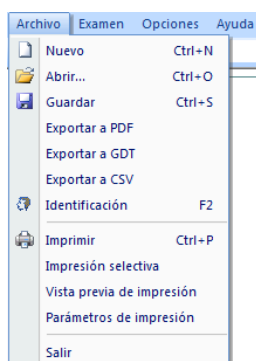 Archivo Examen Opciones Ayuda
Nuevo Ctrl+N
Abrir... Ctrl+O
Guardar Ctrl+S
Exportar a PDF
Exportar a GDT
Exportar a CSV
Identificación F2
Imprimir Ctrl+P
Impresión selectiva
Vista previa de impresión
Parámetros de impresión
Salir